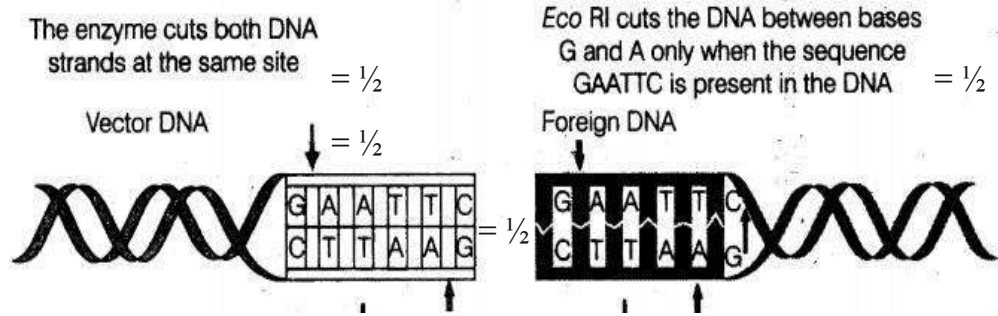 The enzyme cuts both DNA
strands at the same site
= ½
Eco RI cuts the DNA between bases
G and A only when the sequence
GAATTC is present in the DNA
= ½
Vector DNA
= ½
Foreign DNA
G A A T T C
C T T A A G
= ½
G A A T T C
C T T A A G